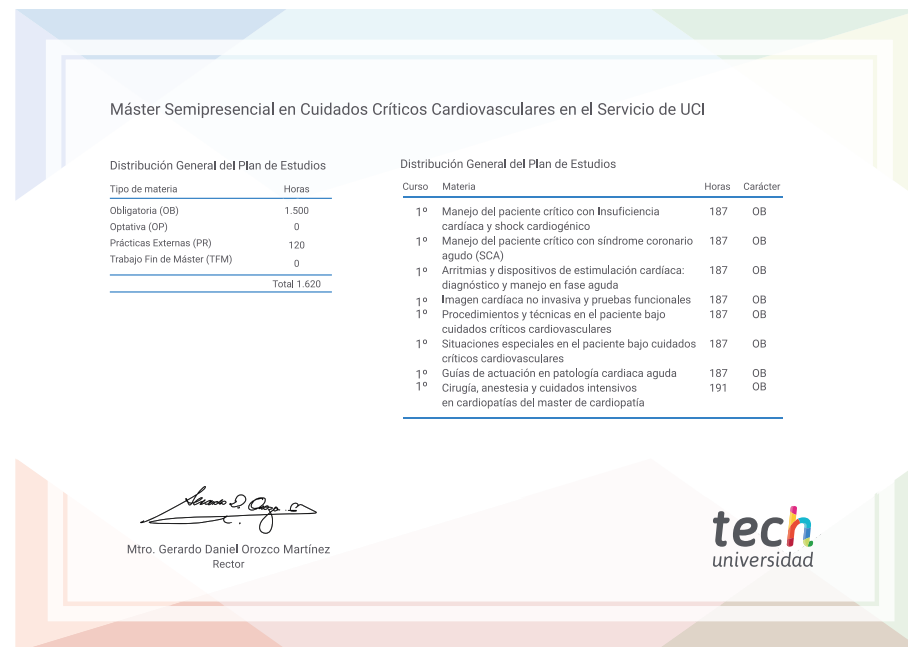 Máster Semipresencial en Cuidados Críticos Cardiovasculares en el Servicio de UCI
Distribución General del Plan de Estudios
Tipo de materia Horas
Obligatoria (OB) 1.500
Optativa (OP) 0
Prácticas Externas (PR) 120
Trabajo Fin de Máster (TFM) 0
Total 1.620
Distribución General del Plan de Estudios
Curso Materia Horas Carácter
1º Manejo del paciente crítico con Insuficiencia 187 OB
cardíaca y shock cardiogénico
1º Manejo del paciente crítico con síndrome coronario 187 OB
agudo (SCA)
1º Arritmias y dispositivos de estimulación cardíaca: 187 OB
diagnóstico y manejo en fase aguda
1º Imagen cardíaca no invasiva y pruebas funcionales 187 OB
1º Procedimientos y técnicas en el paciente bajo 187 OB
cuidados críticos cardiovasculares
1º Situaciones especiales en el paciente bajo cuidados 187 OB
críticos cardiovasculares
1º Guías de actuación en patología cardiaca aguda 187 OB
1º Cirugía, anestesia y cuidados intensivos 191 OB
en cardiopatías del master de cardiopatía
Mtro. Gerardo Daniel Orozco Martínez
Rector
tech
universidad